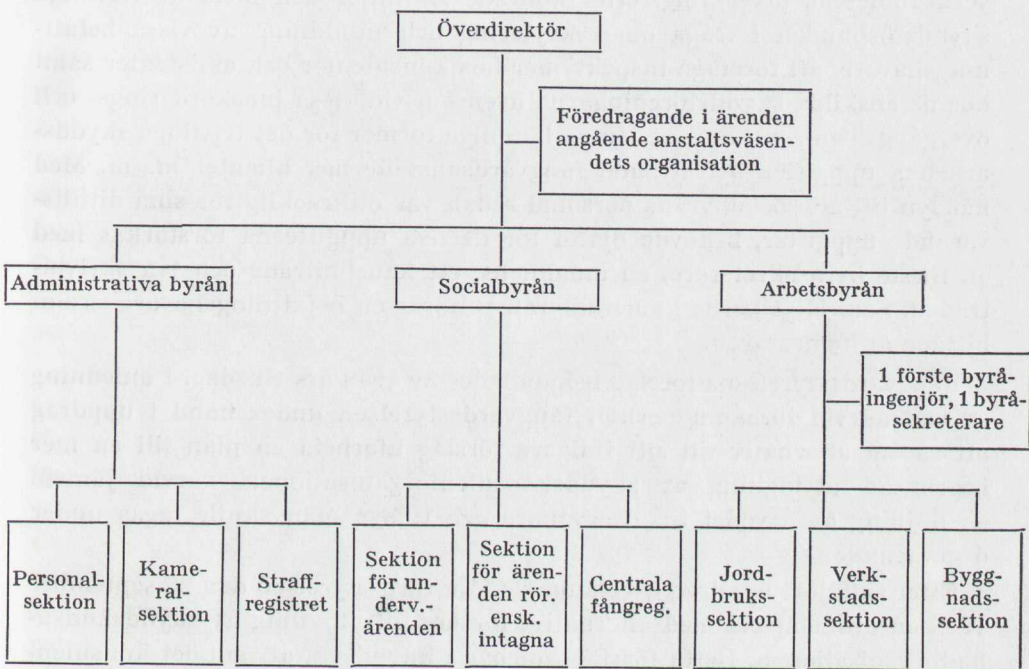 Överdirektör
Föredragande i ärenden
angående anstaltsväsen-
dets organisation
Administrativa byrån
Socialbyrån
Arbetsbyrån
1 förste byrå-
ingenjör, 1 byrå-
sekreterare
Personal-
sektion
Kame-
ral-
sektion
Straff-
registret
Sektion
för un-
derv.-
ärenden
Sektion
för ären-
den rör.
ensk.
intagna
Centrala
fångreg.
Jord-
bruks-
sektion
Verk-
stads-
sektion
Bygg-
nads-
sektion